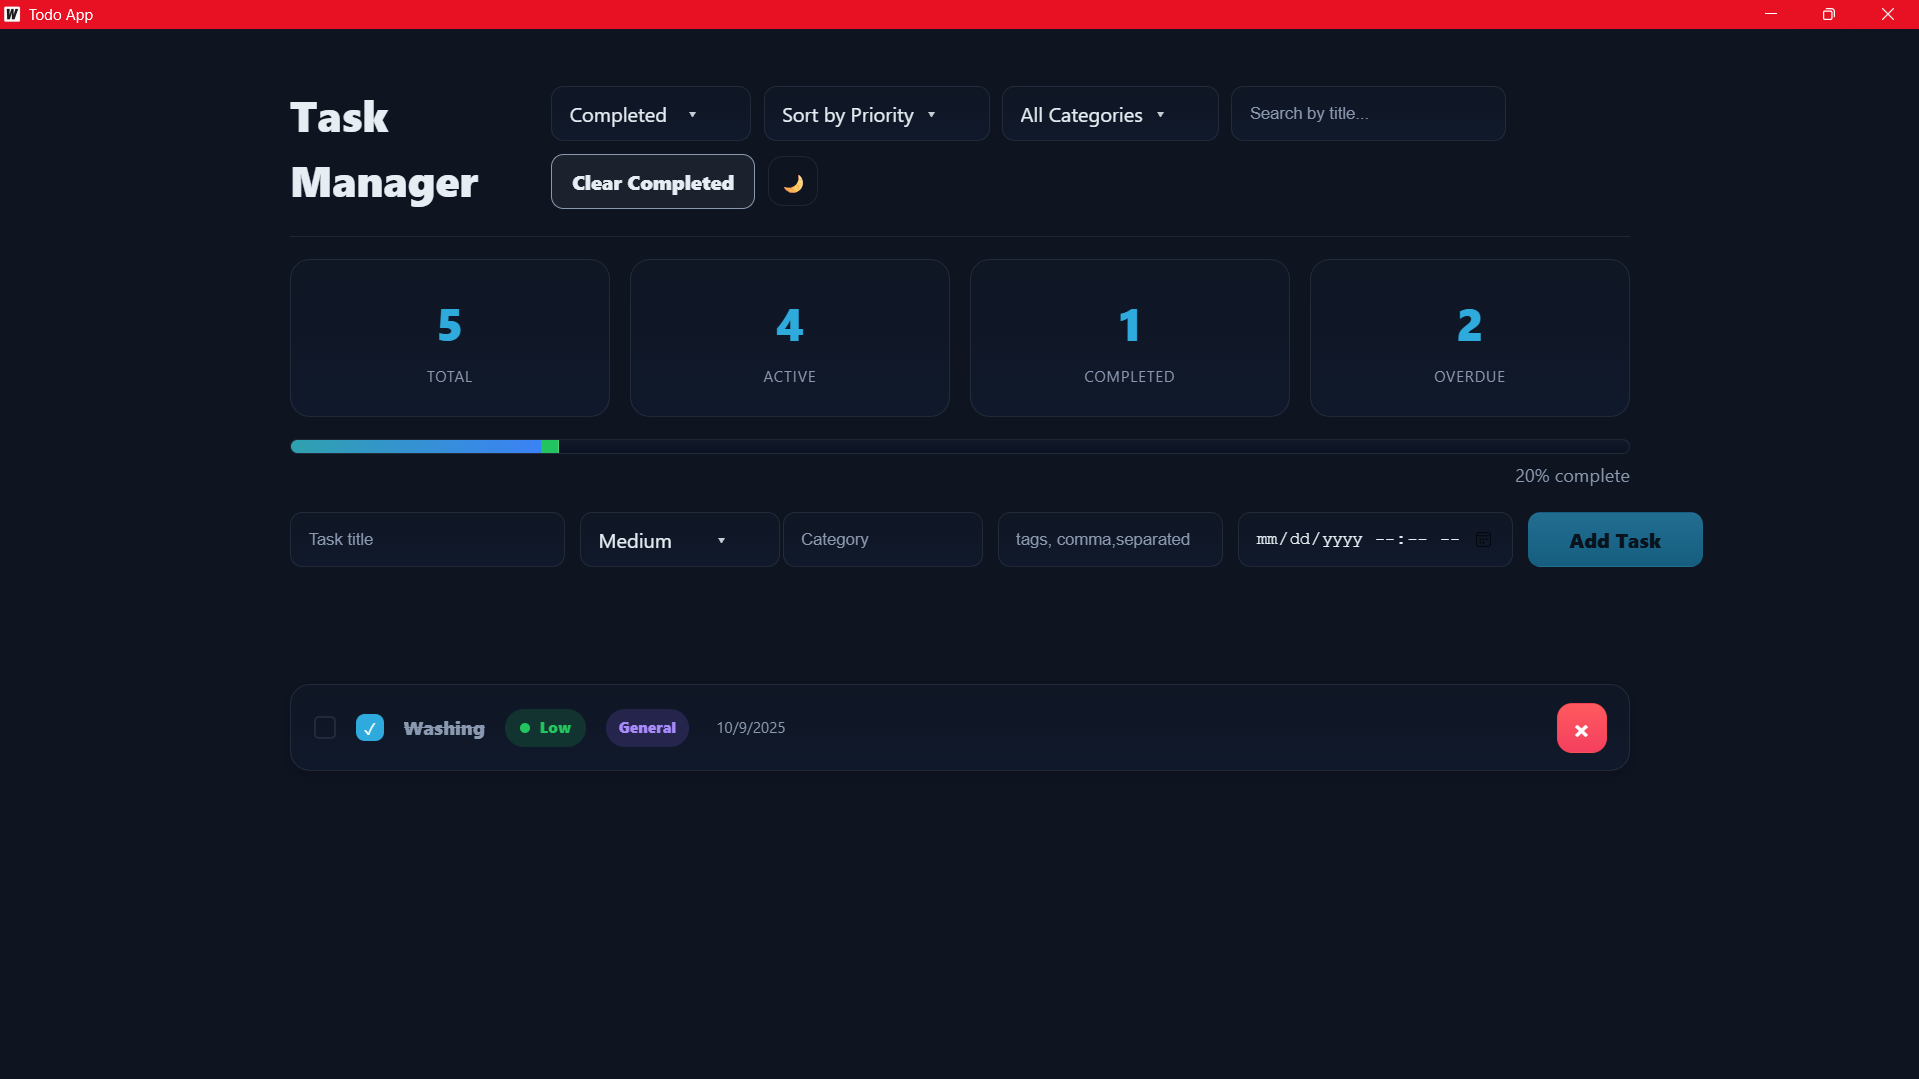 W Todo App
Task
Manager
Completed
Sort by Priority
All Categories
Search by title...
Clear Completed
5
TOTAL
4
ACTIVE
1
COMPLETED
2
OVERDUE
20% complete
Task title
Medium
Category
tags, comma,separated
mm/dd/yyyy --:-- --
Add Task
Washing
Low
General
10/9/2025